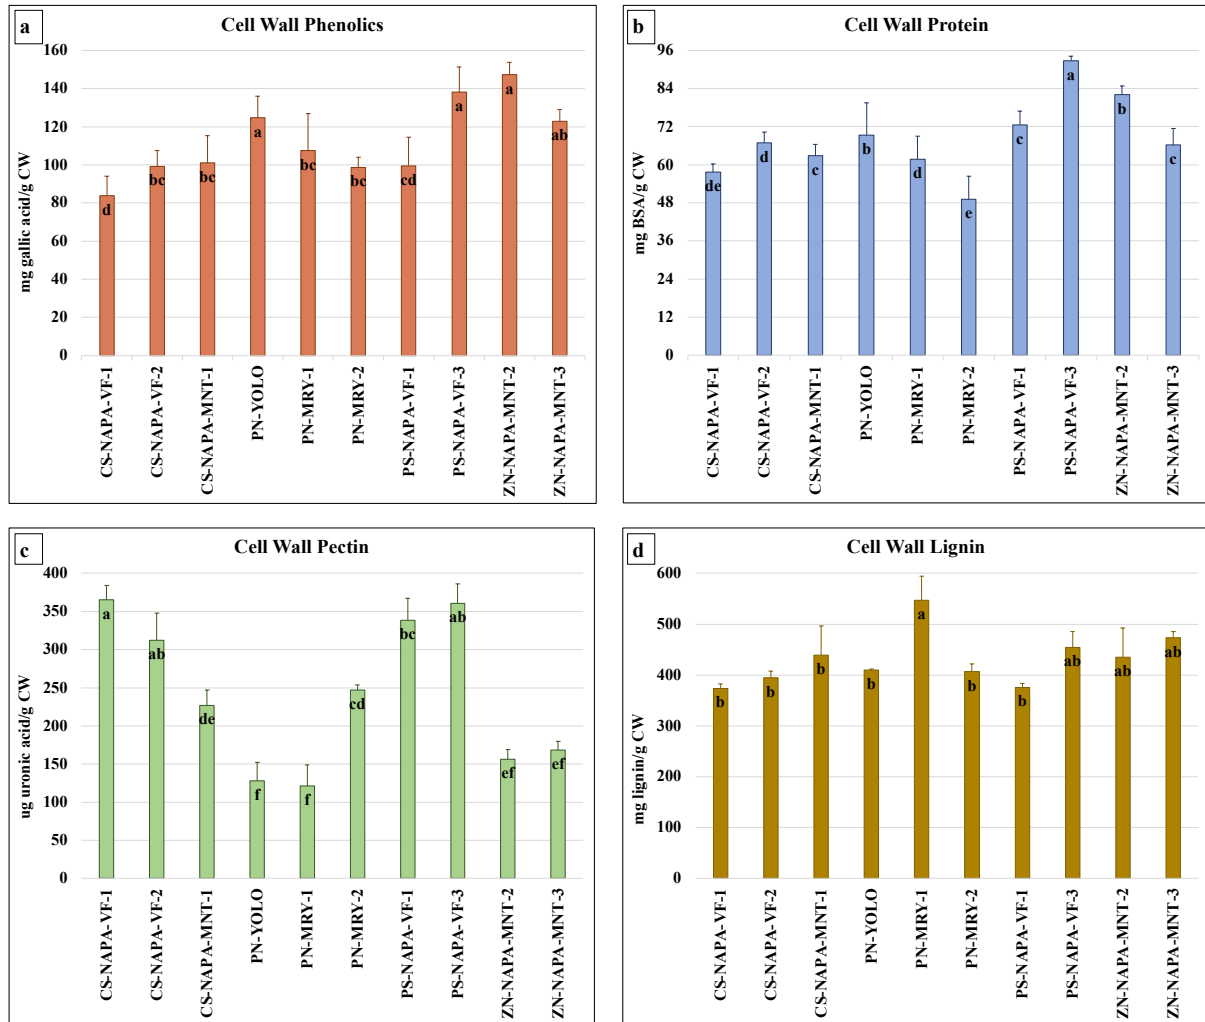 a
Cell Wall Phenolics
mg gallic acid/g CW
160
140
120
100
80
60
40
20
0
d
bc
bc
a
bc
bc
cd
a
a
ab
CS-NAPA-VF-1
CS-NAPA-VF-2
CS-NAPA-MNT-1
PN-YOLO
PN-MRY-1
PN-MRY-2
PS-NAPA-VF-1
PS-NAPA-VF-3
ZN-NAPA-MNT-2
ZN-NAPA-MNT-3
b
Cell Wall Protein
mg BSA/g CW
96
84
72
60
48
36
24
12
0
de
d
c
b
d
e
c
a
b
c
CS-NAPA-VF-1
CS-NAPA-VF-2
CS-NAPA-MNT-1
PN-YOLO
PN-MRY-1
PN-MRY-2
PS-NAPA-VF-1
PS-NAPA-VF-3
ZN-NAPA-MNT-2
ZN-NAPA-MNT-3
c
Cell Wall Pectin
ug uronic acid/g CW
400
350
300
250
200
150
100
50
0
a
ab
de
f
f
cd
bc
ab
ef
ef
CS-NAPA-VF-1
CS-NAPA-VF-2
CS-NAPA-MNT-1
PN-YOLO
PN-MRY-1
PN-MRY-2
PS-NAPA-VF-1
PS-NAPA-VF-3
ZN-NAPA-MNT-2
ZN-NAPA-MNT-3
d
Cell Wall Lignin
mg lignin/g CW
600
500
400
300
200
100
0
b
b
b
b
a
b
b
ab
ab
ab
CS-NAPA-VF-1
CS-NAPA-VF-2
CS-NAPA-MNT-1
PN-YOLO
PN-MRY-1
PN-MRY-2
PS-NAPA-VF-1
PS-NAPA-VF-3
ZN-NAPA-MNT-2
ZN-NAPA-MNT-3